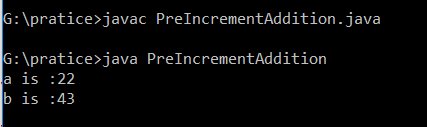 G:\pratice>javac PreIncrementAddition.java
G:\pratice>java PreIncrementAddition
a is :22
b is :43